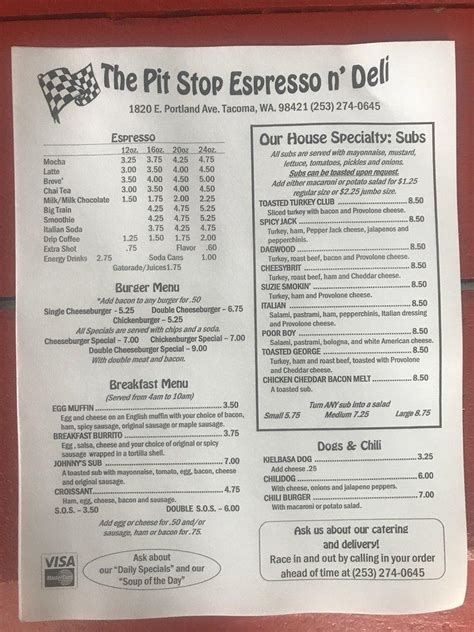 The Pit Stop Espresso n' Deli
1820 E. Portland Ave. Tacoma, WA. 98421 (253) 274-0645
Espresso
12oz. 16oz. 20oz 24oz.
Mocha 3.25 3.75 4.25 4.75
Latte 3.00 3.50 4.00 4.50
Breve' 3.50 4.00 4.50 5.00
Chai Tea 3.00 3.50 4.00 4.50
Milk/Milk Chocolate 1.50 1.75 2.00 2.25
Big Train 4.25 4.75 5.25
Smoothie 4.25 4.75 5.25
Italian Soda 3.75 4.25 4.75
Drip Coffee 1.25 1.50 1.75 2.00
Extra Shot .75 Flavor .60
Energy Drinks 2.75 Soda Cans 1.00
Gatorade/Juices 1.75
Burger Menu
*Add bacon to any burger for .50
Single Cheeseburger - 5.25 Double Cheeseburger - 6.75
Chickenburger - 5.25
All Specials are served with chips and a soda.
Cheeseburger Special - 7.00 Chickenburger Special - 7.00
Double Cheeseburger Special - 9.00
With double meat and bacon.
Breakfast Menu
(Served from 4am to 10am)
EGG MUFFIN 3.50
Egg and cheese on an English muffin with your choice of bacon,
ham, spicy sausage, original sausage or maple sausage.
BREAKFAST BURRITO 3.75
Egg , salsa, cheese and your choice of original or spicy
sausage wrapped in a tortilla shell.
JOHNNY'S SUB 7.00
A toasted sub with mayonnaise, tomato, egg, bacon, cheese
and original sausage.
CROISSANT 4.75
Ham, egg, cheese, bacon and sausage.
S.O.S. - 3.50 DOUBLE S.O.S. - 6.50
Add egg or cheese for .50 and/or
sausage, ham or bacon for .75.
VISA
MasterCard
Ask about
our "Daily Specials" and our
"Soup of the Day"
Our House Specialty: Subs
All subs are served with mayonnaise, mustard,
lettuce, tomatoes, pickles and onions.
Subs can be toasted upon request.
Add either macaroni or potato salad for $1.25
regular size or $2.25 jumbo size.
TOASTED TURKEY CLUB 8.50
Sliced turkey with bacon and Provolone cheese.
SPICY JACK 8.50
Turkey, ham, Pepper Jack cheese, jalapenos and
pepperchinis.
DAGWOOD 8.50
Turkey, roast beef, bacon and Provolone cheese.
CHEESYBRIT 8.50
Turkey, roast beef, ham and Cheddar cheese.
SUZIE SMOKIN' 8.50
Turkey, ham and Provolone cheese.
ITALIAN 8.50
Salami, pastrami, ham, pepperchinis, Italian dressing
and Provolone cheese.
POOR BOY 8.50
Salami, pastrami, bologna, and white American cheese.
TOASTED GEORGE 8.50
Turkey, ham and roast beef, toasted with
Provolone and Cheddar cheese.
CHICKEN CHEDDAR BACON MELT 8.50
A toasted sub.
Turn ANY sub into a salad
Small 5.75 Medium 7.25 Large 8.75
Dogs & Chili
KIELBASA DOG 4.50
Add cheese .25
CHILIDOG 6.00
With cheese, onions and jalapeno peppers.
CHILI BURGER 7.00
With macaroni or potato salad.
Ask us about our catering
and delivery!
Race in and out by calling in your order
ahead of time at (253) 274-0645